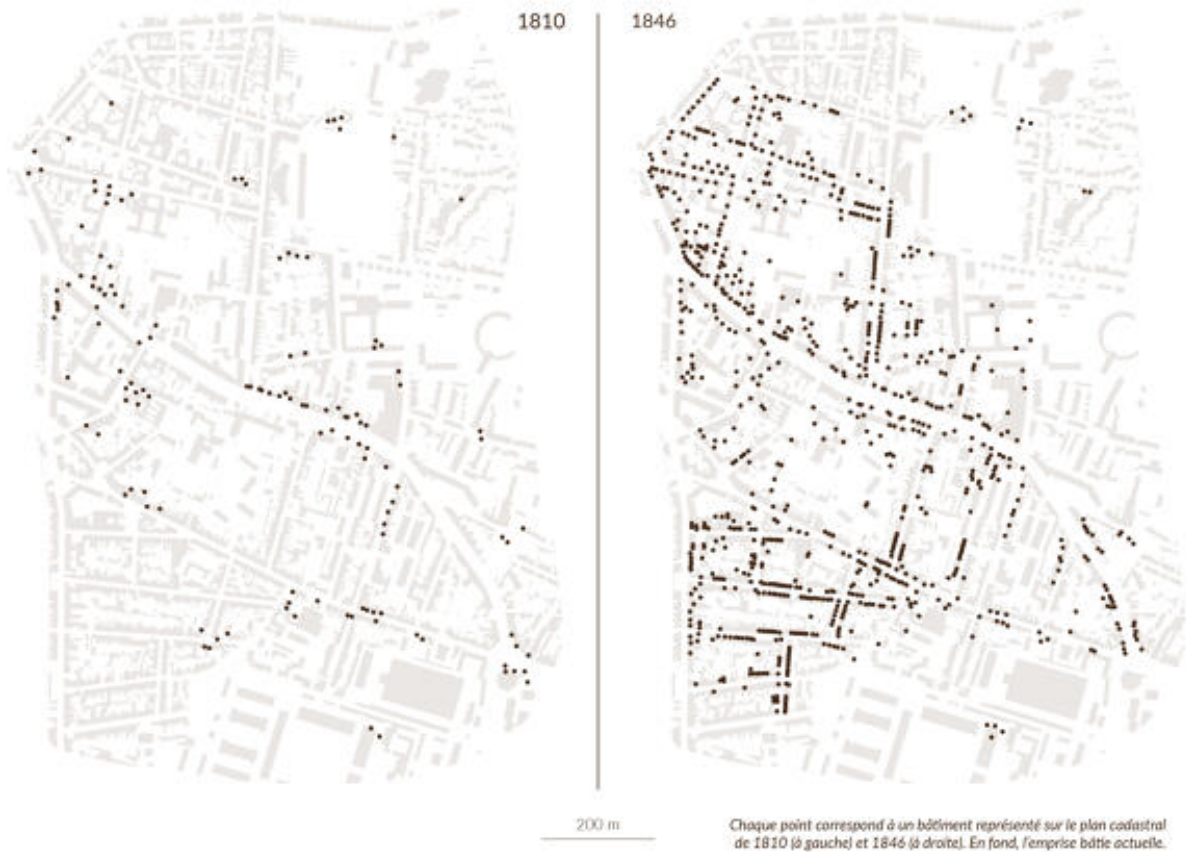 1810
1846
200 m
Chaque point correspond à un bâtiment représenté sur le plan cadastral
de 1810 (à gauche) et 1846 (à droite). En fond, l'emprise bâtie actuelle.